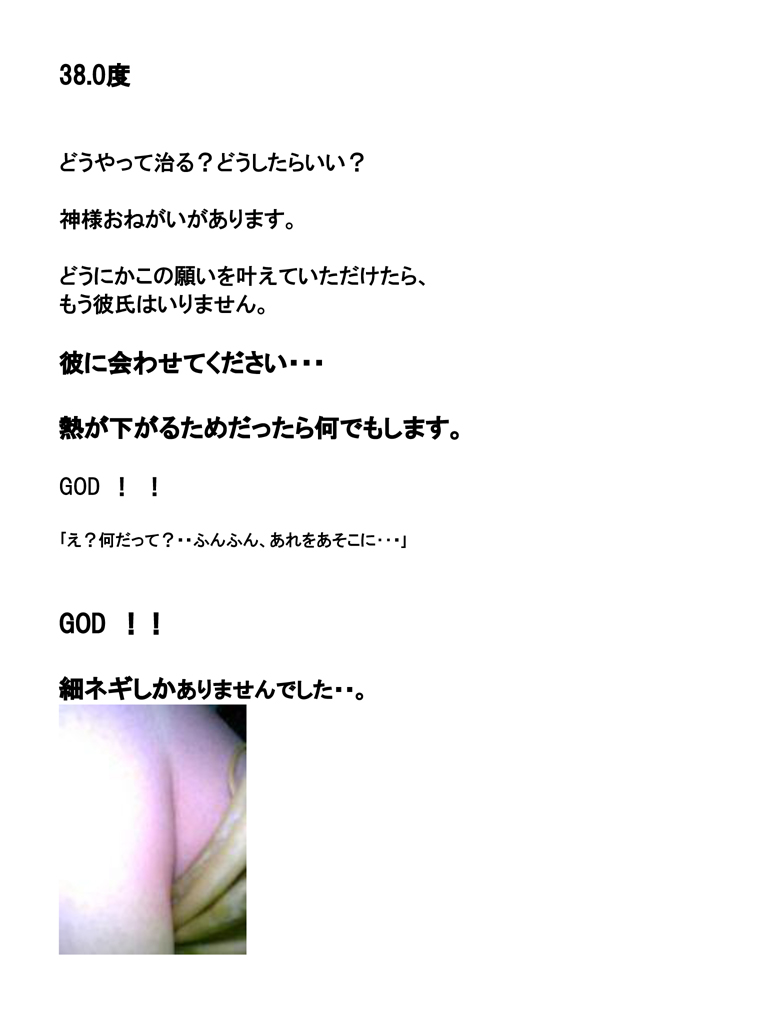 38.0度
どうやって治る？どうしたらいい？
神様おねがいがあります。
どうにかこの願いを叶えていただけたら、
もう彼氏はいりません。
彼に会わせてください・・・
熱が下がるためだったら何でもします。
GOD ！ ！
「え？何だって？・・ふんふん、あれをあそこに・・・」
GOD ！！
細ネギしかありませんでした・・。